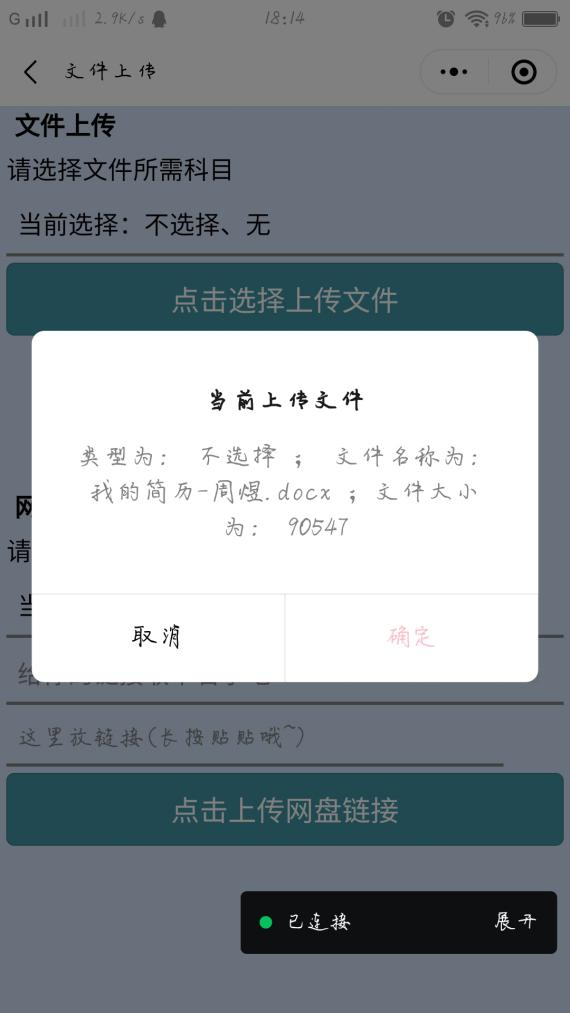 G 2.9K/s 18:14 96%
文件上传
文件上传
请选择文件所需科目
当前选择：不选择、无
点击选择上传文件
当前上传文件
类型为： 不选择 ； 文件名称为：
我的简历-周煜.docx ；文件大小
为： 90547
取消 确定
网
请
当
这里放链接(长按贴贴哦~)
点击上传网盘链接
已连接 展开